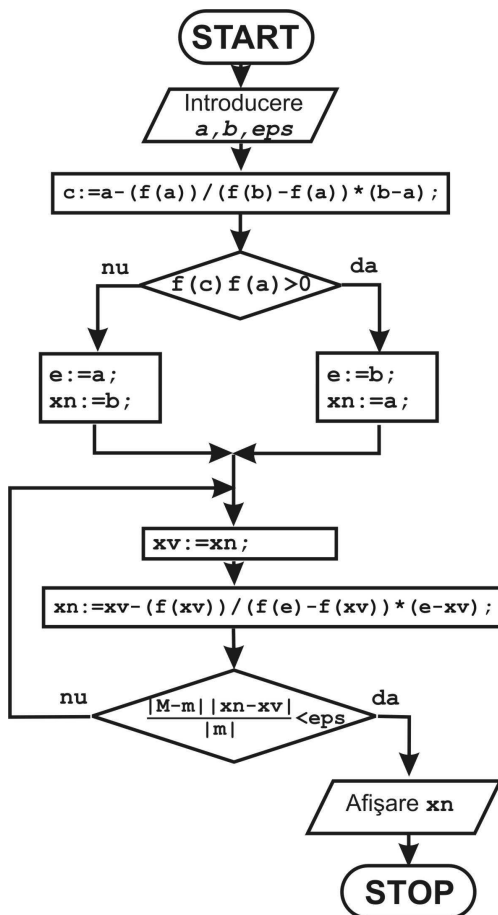 START
Introducere
a,b,eps
c:=a-(f(a))/(f(b)-f(a))*(b-a);
nu
da
f(c)f(a)>0
e:=a;
xn:=b;
e:=b;
xn:=a;
xv:=xn;
xn:=xv-(f(xv))/(f(e)-f(xv))*(e-xv);
nu
da
|M-m||xn-xv|
|m|
<eps
Afişare xn
STOP